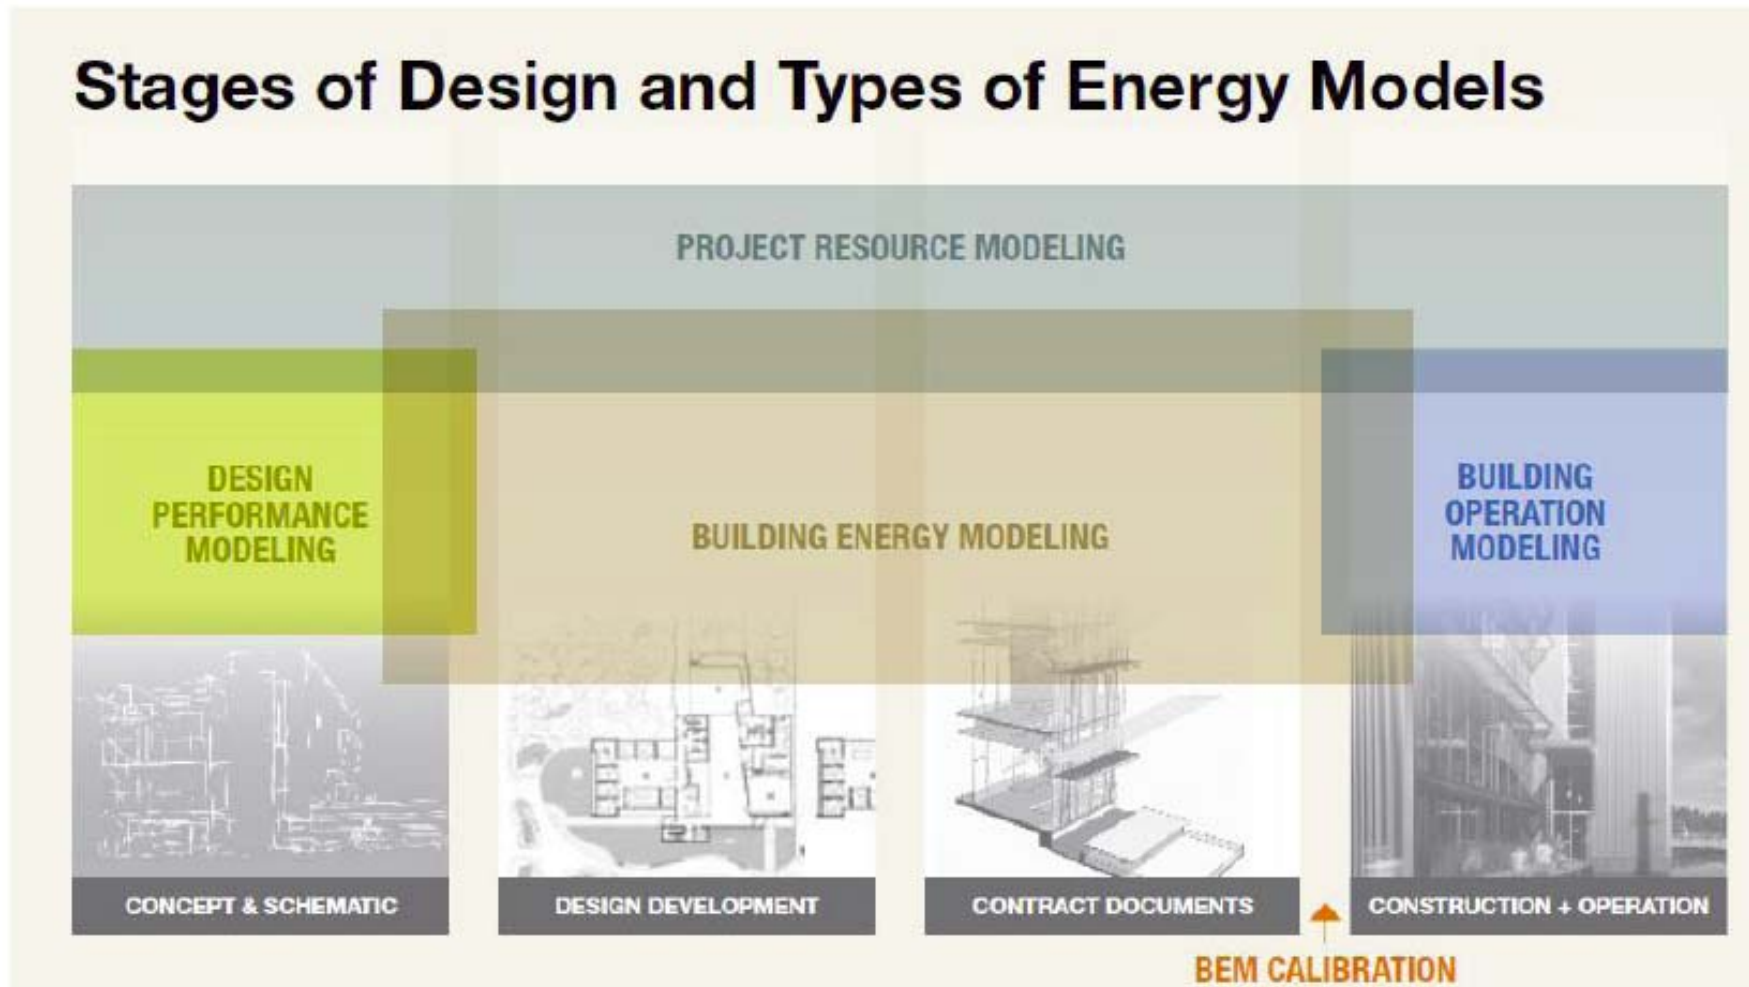 Stages of Design and Types of Energy Models
PROJECT RESOURCE MODELING
DESIGN
PERFORMANCE
MODELING
BUILDING ENERGY MODELING
BUILDING
OPERATION
MODELING
CONCEPT & SCHEMATIC
DESIGN DEVELOPMENT
CONTRACT DOCUMENTS
CONSTRUCTION + OPERATION
BEM CALIBRATION